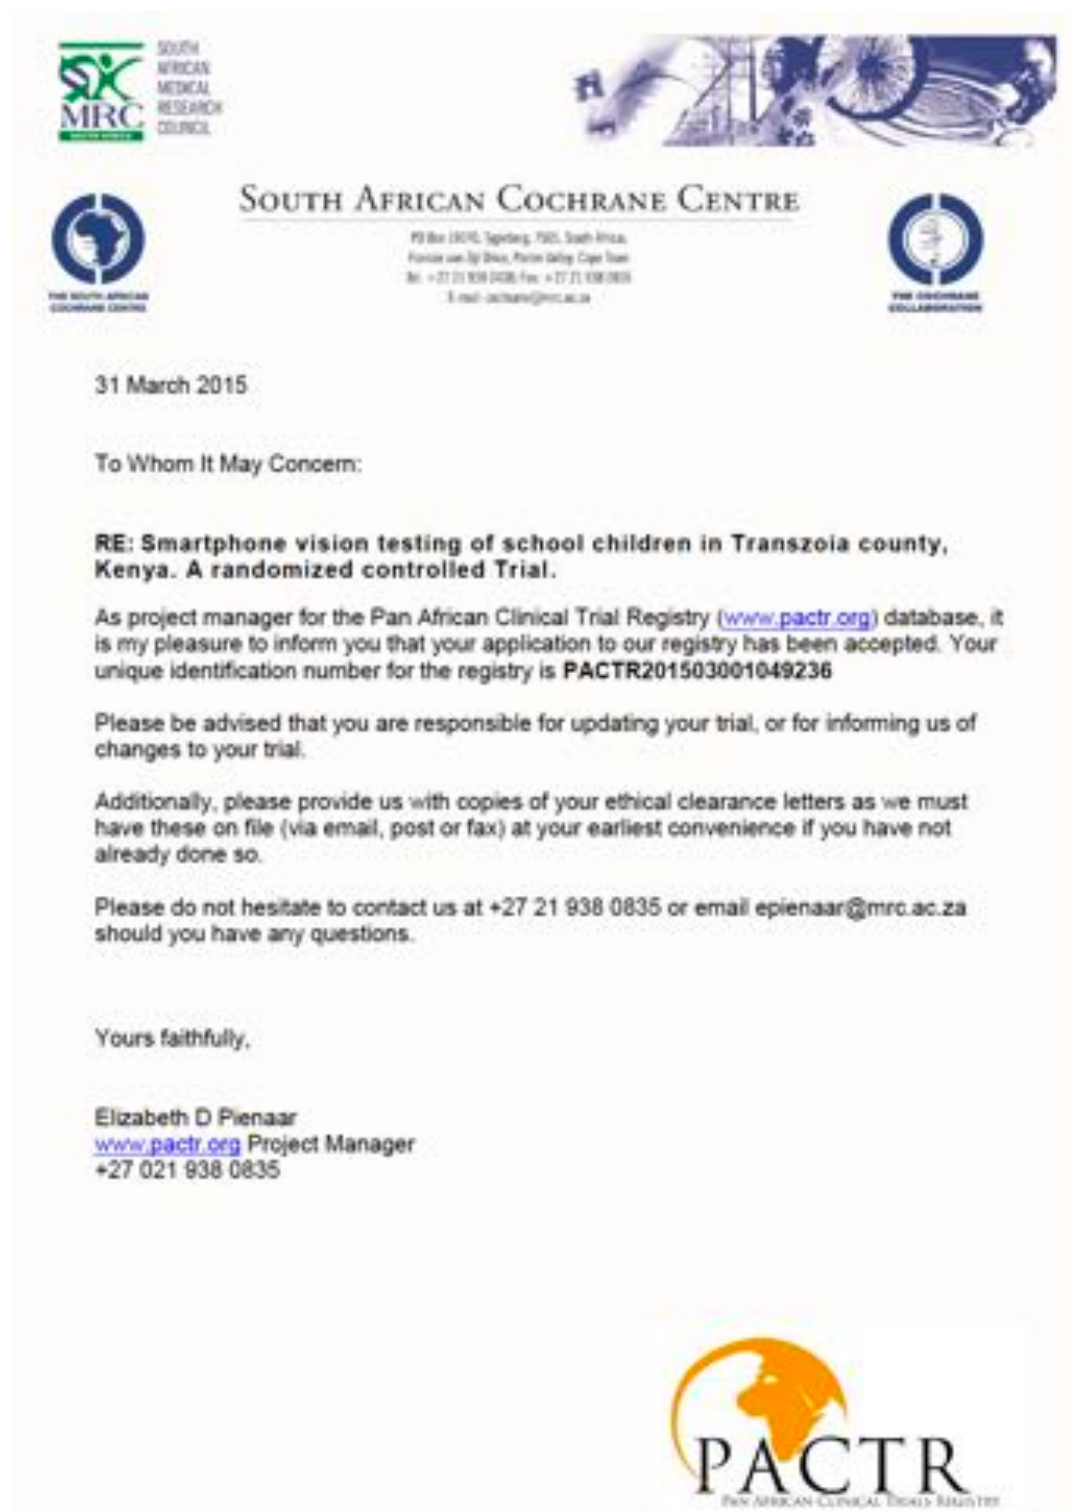 SOUTH
AFRICAN
MEDICAL
RESEARCH
COUNCIL
MRC
SOUTH AFRICA
SOUTH AFRICAN COCHRANE CENTRE
THE SOUTH AFRICAN
COCHRANE CENTRE
THE COCHRANE
COLLABORATION
31 March 2015
To Whom It May Concern:
RE: Smartphone vision testing of school children in Transzoia county,
Kenya. A randomized controlled Trial.
As project manager for the Pan African Clinical Trial Registry (www.pactr.org) database, it
is my pleasure to inform you that your application to our registry has been accepted. Your
unique identification number for the registry is PACTR201503001049236
Please be advised that you are responsible for updating your trial, or for informing us of
changes to your trial.
Additionally, please provide us with copies of your ethical clearance letters as we must
have these on file (via email, post or fax) at your earliest convenience if you have not
already done so.
Please do not hesitate to contact us at +27 21 938 0835 or email epienaar@mrc.ac.za
should you have any questions.
Yours faithfully,
Elizabeth D Pienaar
www.pactr.org Project Manager
+27 021 938 0835
PACTR
PAN AFRICAN CLINICAL TRIALS REGISTRY